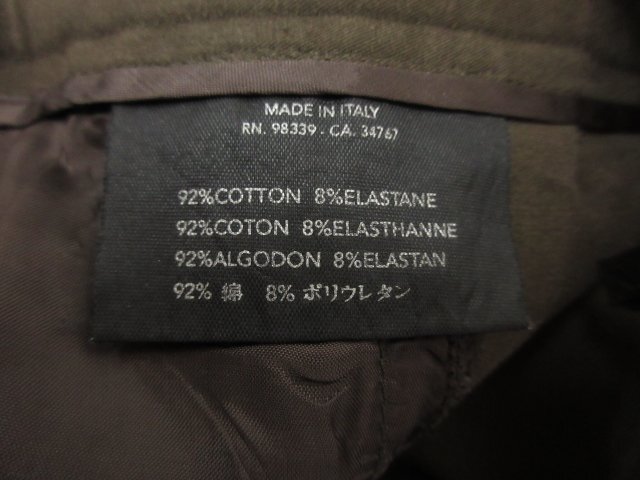 MADE IN ITALY
RN. 98339 - CA. 34767
92%COTTON 8%ELASTANE
92%COTON 8%ELASTHANNE
92%ALGODON 8%ELASTAN
92% 綿 8% ポリウレタン